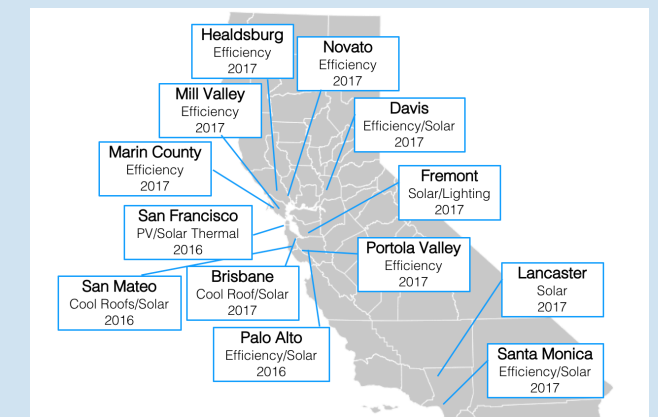 Healdsburg
Efficiency
2017
Novato
Efficiency
2017
Mill Valley
Efficiency
2017
Davis
Efficiency/Solar
2017
Marin County
Efficiency
2017
Fremont
Solar/Lighting
2017
San Francisco
PV/Solar Thermal
2016
Portola Valley
Efficiency
2017
San Mateo
Cool Roofs/Solar
2016
Brisbane
Cool Roof/Solar
2017
Lancaster
Solar
2017
Palo Alto
Efficiency/Solar
2016
Santa Monica
Efficiency/Solar
2017